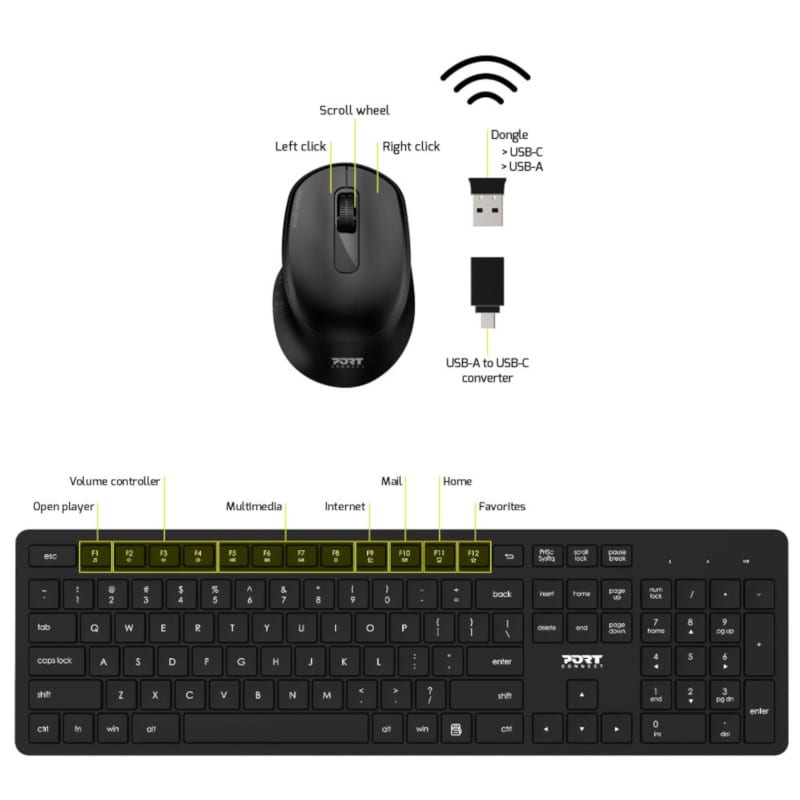 Scroll wheel
Left click
Right click
Dongle
> USB-C
> USB-A
PORT
CONNECT
USB-A to USB-C
converter
Volume controller
Mail
Home
Open player
Multimedia
Internet
Favorites
esc F1 F2 F3 F4 F5 F6 F7 F8 F9 F10 F11 F12 PrtSc SysRq scroll lock pause break
~ ` ! 1 @ 2 # 3 $ 4 % 5 ^ 6 & 7 * 8 ( 9 ) 0 + = back insert home page up num lock / * -
tab Q W E R T Y U I O P { [ } ] | \ delete end page down 7 home 8 9 pg up +
caps lock A S D F G H J K L : ; enter PORT CONNECT 4 5 6
shift Z X C V B N M < , > . ? / shift 1 end 2 3 pg dn enter
ctrl fn win alt alt win ctrl 0 ins . del